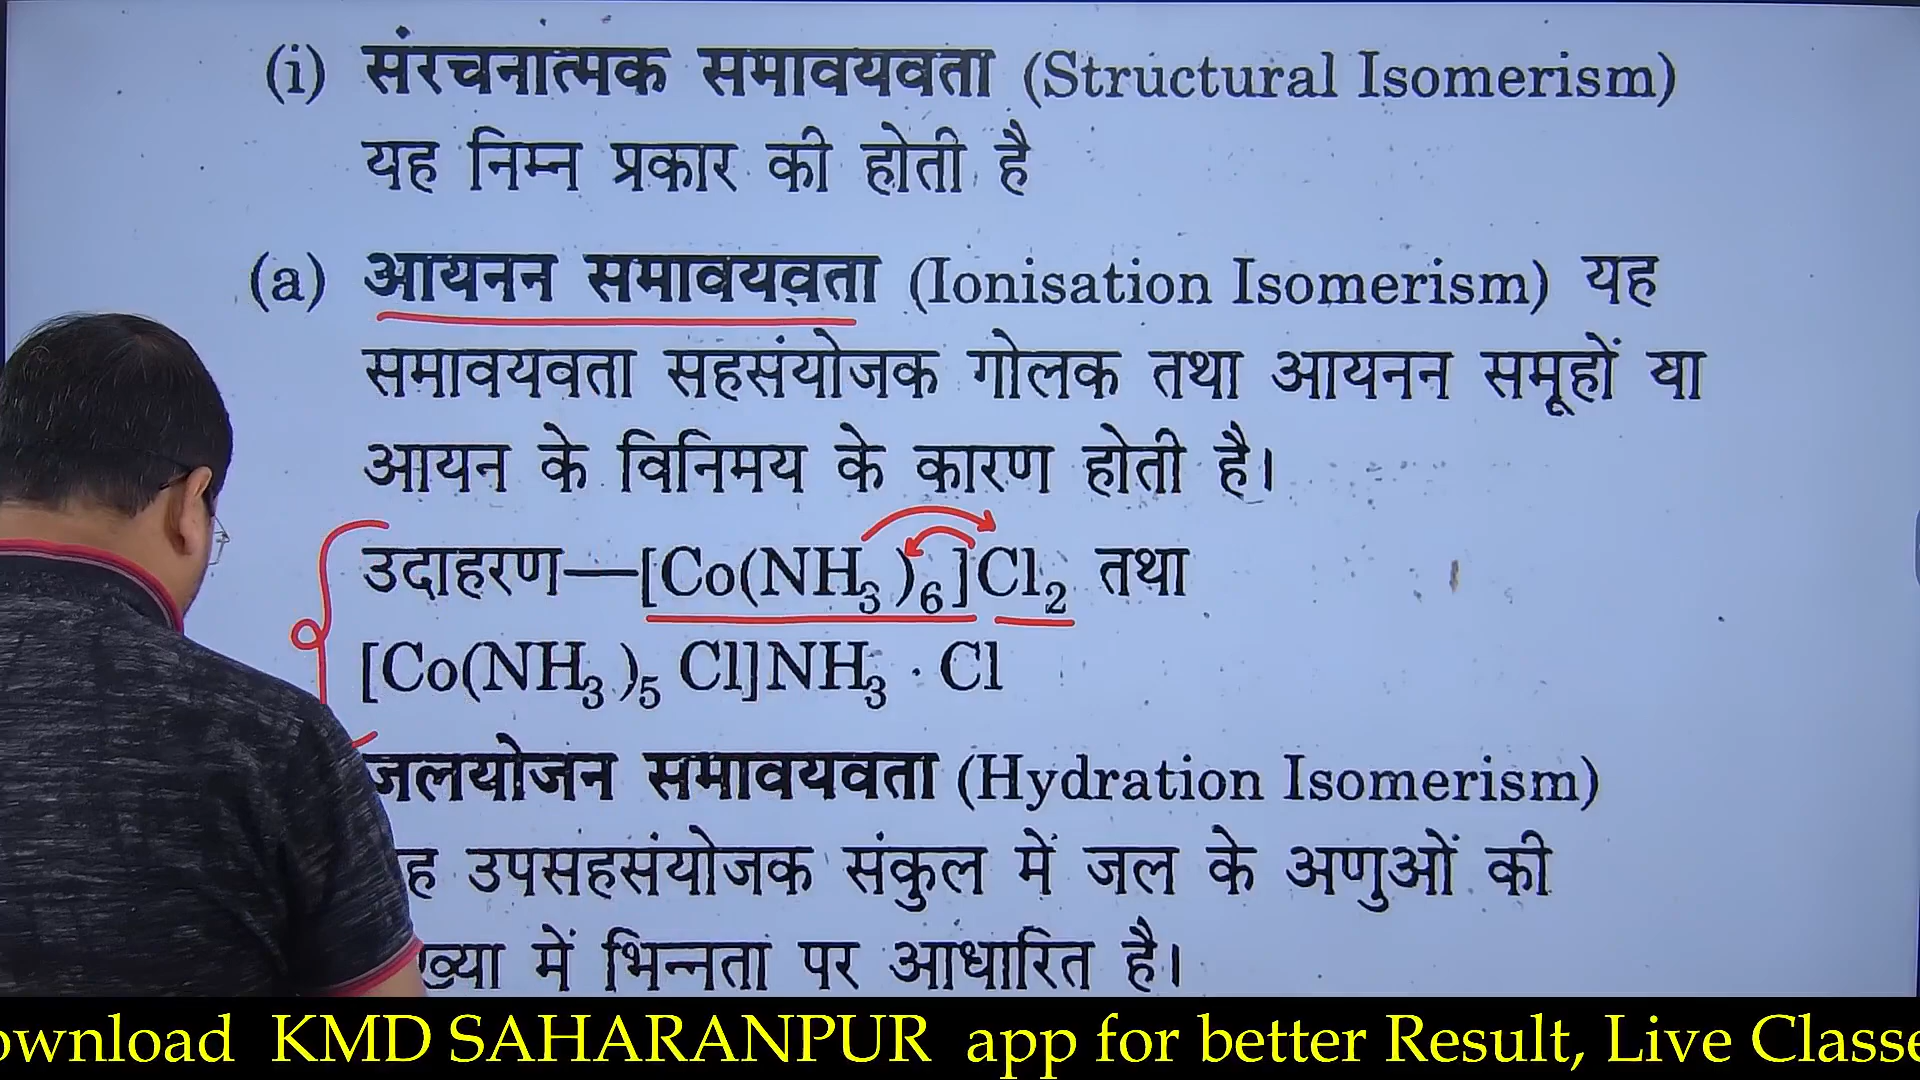 (i) संरचनात्मक समावयवता (Structural Isomerism)
यह निम्न प्रकार की होती है
(a) आयनन समावयवता (Ionisation Isomerism) यह
समावयवता सहसंयोजक गोलक तथा आयनन समूहों या
आयन के विनिमय के कारण होती है।
उदाहरण—[Co(NH₃)₆]Cl₂ तथा
[Co(NH₃)₅ Cl]NH₃ · Cl
जलयोजन समावयवता (Hydration Isomerism)
उपसहसंयोजक संकुल में जल के अणुओं की
में भिन्नता पर आधारित है।
KMD SAHARANPUR app for better Result, Live